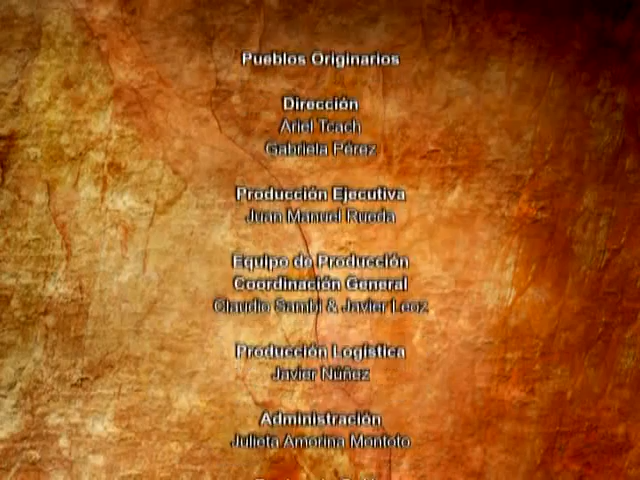 Pueblos Originarios
Dirección
Ariel Teach
Gabriela Pérez
Producción Ejecutiva
Juan Manuel Rueda
Equipo de Producción
Coordinación General
Claudio Sambi & Javier Leoz
Producción Logística
Javier Núñez
Administración
Julieta Amorina Montoto